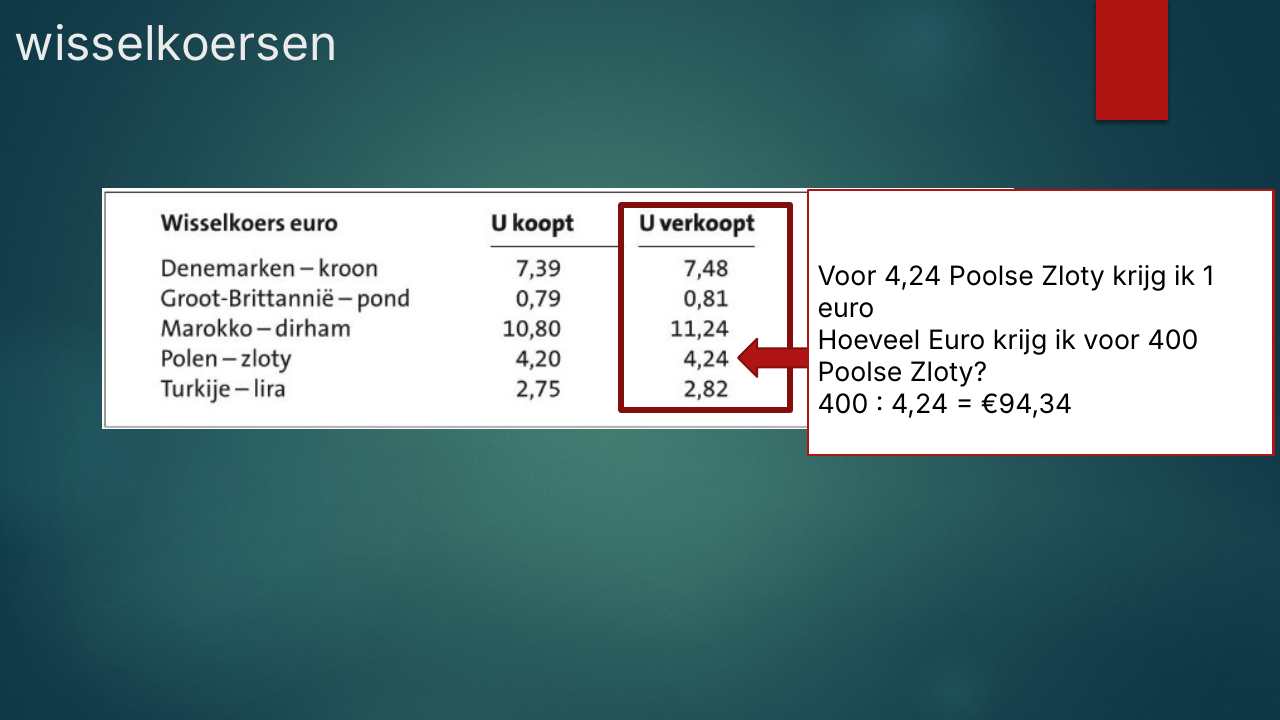 wisselkoersen
Wisselkoers euro U koopt U verkoopt
Denemarken – kroon 7,39 7,48
Groot-Brittannië – pond 0,79 0,81
Marokko – dirham 10,80 11,24
Polen – zloty 4,20 4,24
Turkije – lira 2,75 2,82
Voor 4,24 Poolse Zloty krijg ik 1
euro
Hoeveel Euro krijg ik voor 400
Poolse Zloty?
400 : 4,24 = €94,34